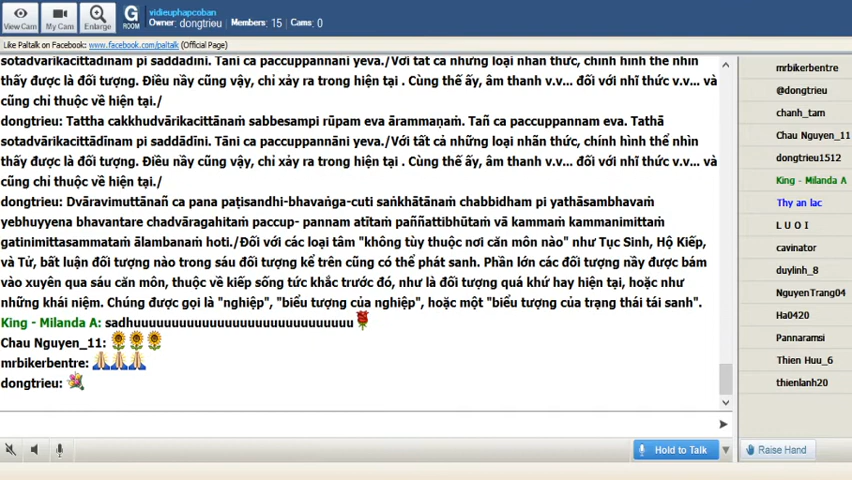 vidieuphapcoban
Owner: dongtrieu Members: 15 Cams: 0
View Cam My Cam Enlarge G ROOM
Like Paltalk on Facebook: www.facebook.com/paltalk (Official Page)
sotadvārikacittādīnam pi saddādīni. Tāni ca paccuppannāni yeva./Với tất cả những loại nhãn thức, chính hình thể nhìn
thấy được là đối tượng. Điều nầy cũng vậy, chỉ xảy ra trong hiện tại . Cùng thế ấy, âm thanh v.v... đối với nhĩ thức v.v... và
cũng chỉ thuộc về hiện tại./
dongtrieu: Tattha cakkhudvārikacittānaṁ sabbesampi rūpam eva ārammaṇaṁ. Tañ ca paccuppannam eva. Tathā
sotadvārikacittādīnam pi saddādīni. Tāni ca paccuppannāni yeva./Với tất cả những loại nhãn thức, chính hình thể nhìn
thấy được là đối tượng. Điều nầy cũng vậy, chỉ xảy ra trong hiện tại . Cùng thế ấy, âm thanh v.v... đối với nhĩ thức v.v... và
cũng chỉ thuộc về hiện tại./
dongtrieu: Dvāravimuttānañ ca pana paṭisandhi-bhavaṅga-cuti saṅkhātānaṁ chabbidham pi yathāsambhavaṁ
yebhuyyena bhavantare chadvāragahitaṁ paccup- pannam atītaṁ paññattibhūtaṁ vā kammaṁ kammanimittaṁ
gatinimittasammataṁ ālambanaṁ hoti./Đối với các loại tâm "không tùy thuộc nơi căn môn nào" như Tục Sinh, Hộ Kiếp,
và Tử, bất luận đối tượng nào trong sáu đối tượng kể trên cũng có thể phát sanh. Phần lớn các đối tượng nầy được bám
vào xuyên qua sáu căn môn, thuộc về kiếp sống tức khắc trước đó, như là đối tượng quá khứ hay hiện tại, hoặc như
những khái niệm. Chúng được gọi là "nghiệp", "biểu tượng của nghiệp", hoặc một "biểu tượng của trạng thái tái sanh".
King - Milanda A: sadhuuuuuuuuuuuuuuuuuuuuuuuuuuuuu
Chau Nguyen_11:
mrbikerbentre:
dongtrieu:
Hold to Talk
mrbikerbentre
@dongtrieu
chanh_tam
Chau Nguyen_11
dongtrieu1512
King - Milanda A
Thy an lac
L U O I
cavinator
duylinh_8
NguyenTrang04
Ha0420
Pannaramsi
Thien Huu_6
thienlanh20
Raise Hand